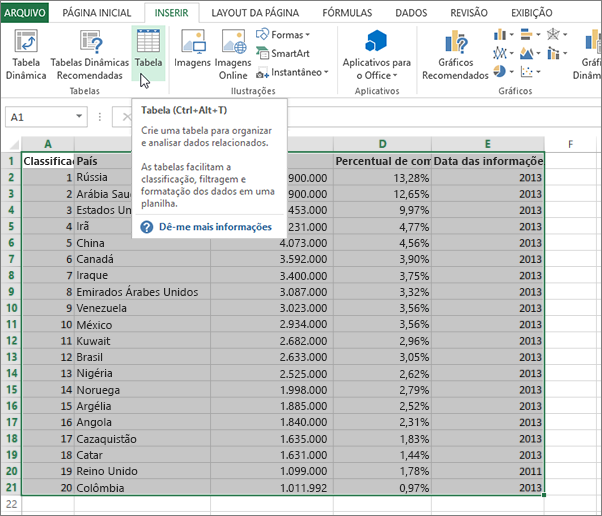 ARQUIVO PÁGINA INICIAL INSERIR LAYOUT DA PÁGINA FÓRMULAS DADOS REVISÃO EXIBIÇÃO
Tabela Dinâmica
Tabelas Dinâmicas Recomendadas
Tabela
Tabelas
Imagens
Imagens Online
Formas
SmartArt
Instantâneo
Ilustrações
Aplicativos para o Office
Aplicativos
Gráficos Recomendados
Gráficos
Gráfico Dinâm
A1
Tabela (Ctrl+Alt+T)
Crie uma tabela para organizar
e analisar dados relacionados.
As tabelas facilitam a
classificação, filtragem e
formatação dos dados em uma
planilha.
? Dê-me mais informações
A D E F
1 Classifica País Percentual de com Data das informaçõe
2 1 Rússia 900.000 13,28% 2013
3 2 Arábia Sau 900.000 12,65% 2013
4 3 Estados Un 453.000 9,97% 2013
5 4 Irã 231.000 4,77% 2013
6 5 China 4.073.000 4,56% 2013
7 6 Canadá 3.592.000 3,90% 2013
8 7 Iraque 3.400.000 3,75% 2013
9 8 Emirados Árabes Unidos 3.087.000 3,32% 2013
10 9 Venezuela 3.023.000 3,56% 2013
11 10 México 2.934.000 3,56% 2013
12 11 Kuwait 2.682.000 2,96% 2013
13 12 Brasil 2.633.000 3,05% 2013
14 13 Nigéria 2.525.000 2,62% 2013
15 14 Noruega 1.998.000 2,79% 2013
16 15 Argélia 1.885.000 2,52% 2013
17 16 Angola 1.840.000 2,31% 2013
18 17 Cazaquistão 1.635.000 1,83% 2013
19 18 Catar 1.631.000 1,44% 2013
20 19 Reino Unido 1.099.000 1,78% 2011
21 20 Colômbia 1.011.992 0,97% 2013
22